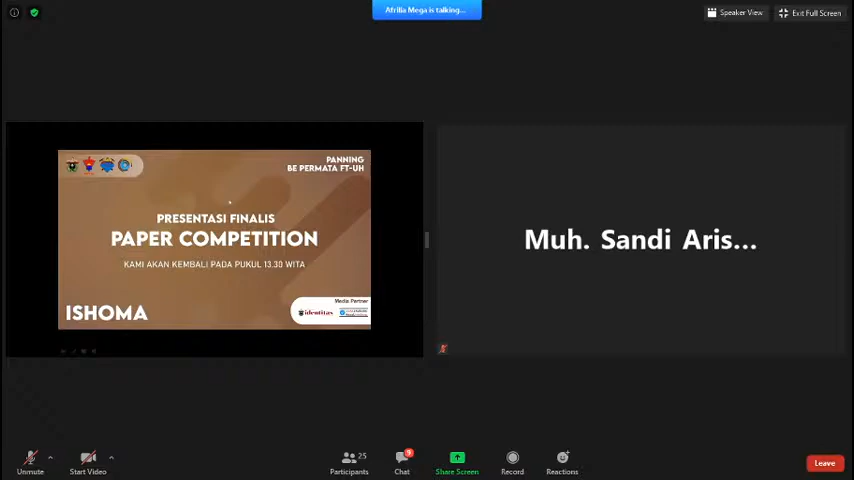 Afrilia Mega is talking...
Speaker View
Exit Full Screen
PANNING
BE PERMATA FT-UH
PRESENTASI FINALIS
PAPER COMPETITION
KAMI AKAN KEMBALI PADA PUKUL 13.30 WITA
ISHOMA
Media Partner
identitas
Muh. Sandi Aris...
Unmute
Start Video
25
Participants
9
Chat
Share Screen
Record
Reactions
Leave